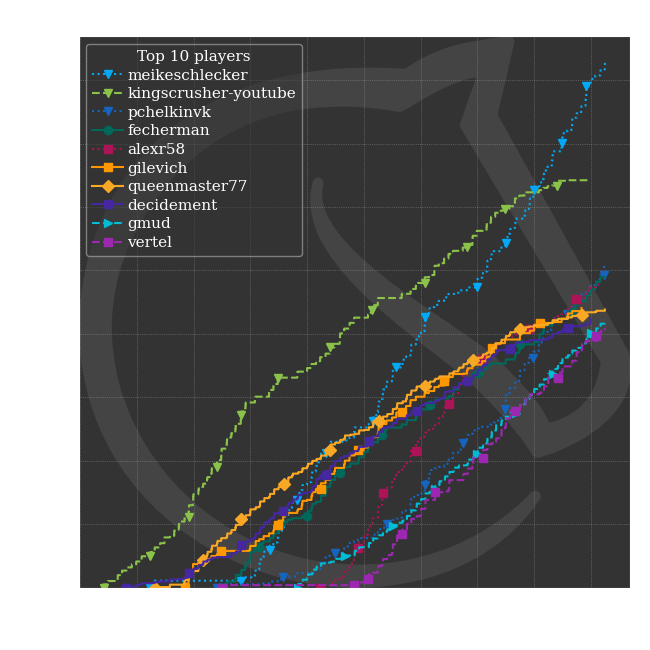 Top 10 players
meikeschlecker
kingscrusher-youtube
pchelkinvk
fecherman
alexr58
gilevich
queenmaster77
decidement
gmud
vertel